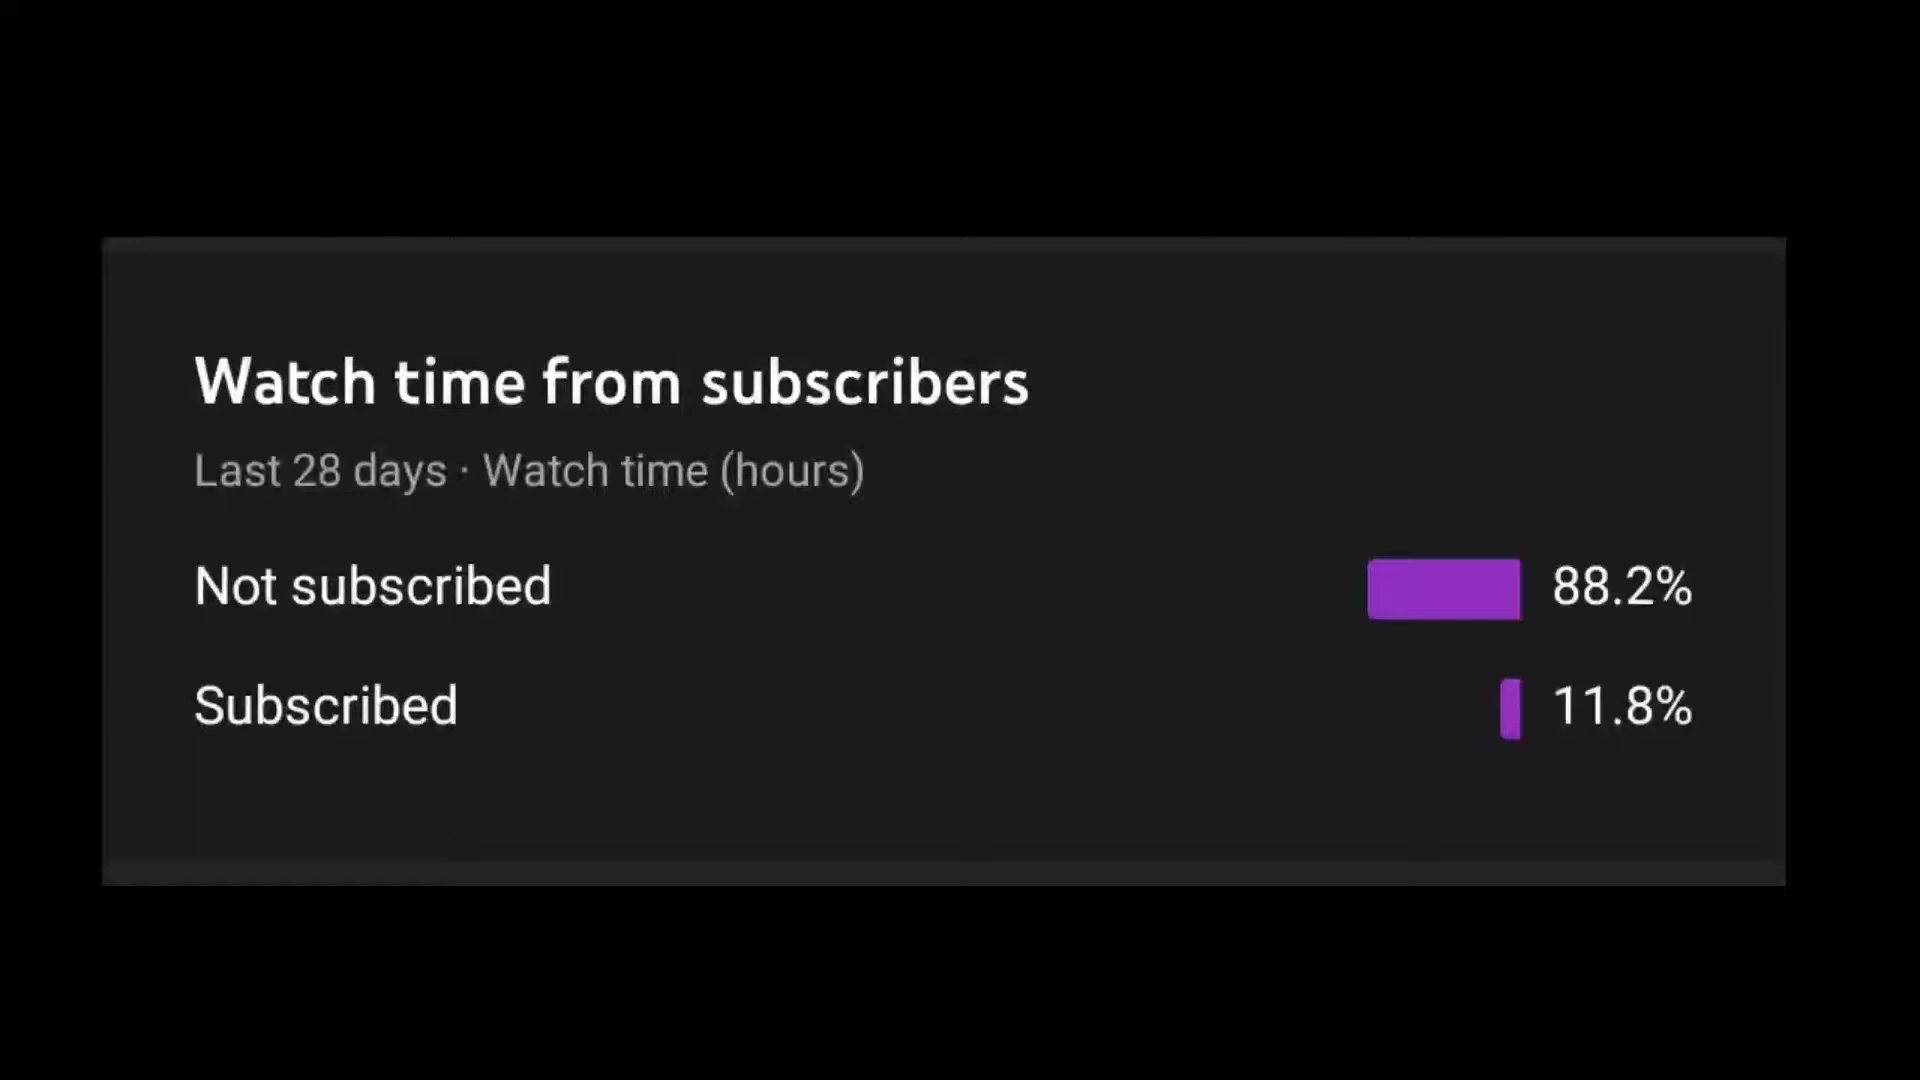 Watch time from subscribers
Last 28 days · Watch time (hours)
Not subscribed 88.2%
Subscribed 11.8%